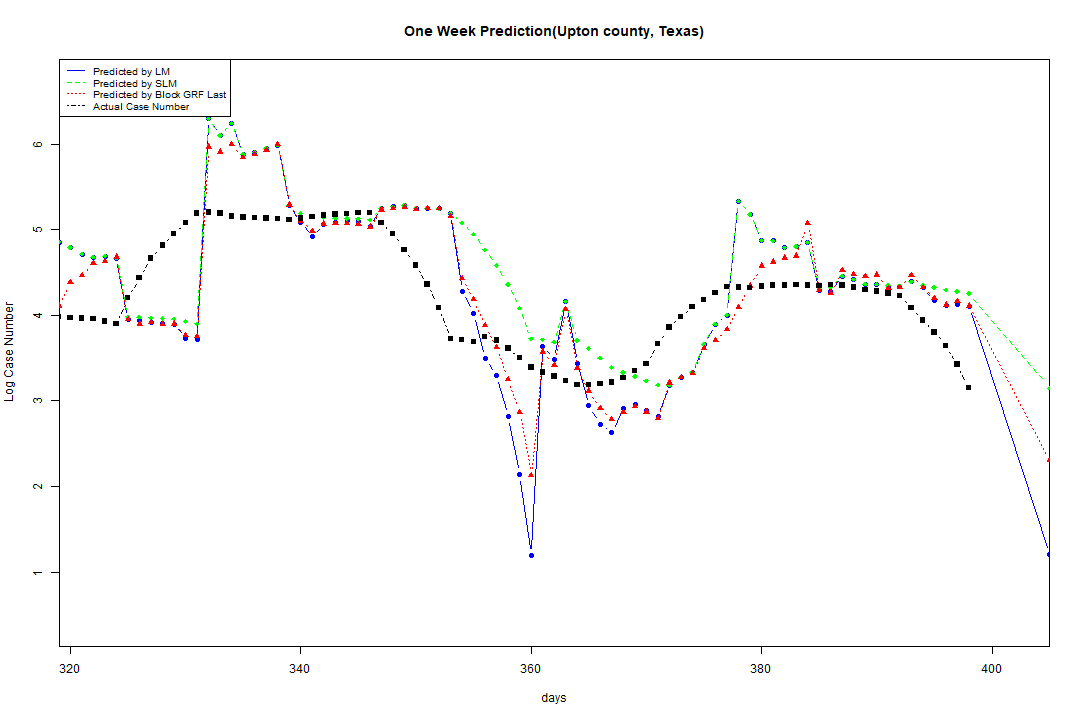 One Week Prediction(Upton county, Texas)
Predicted by LM
Predicted by SLM
Predicted by Block GRF Last
Actual Case Number
6
5
4
3
2
1
Log Case Number
320 340 360 380 400
days